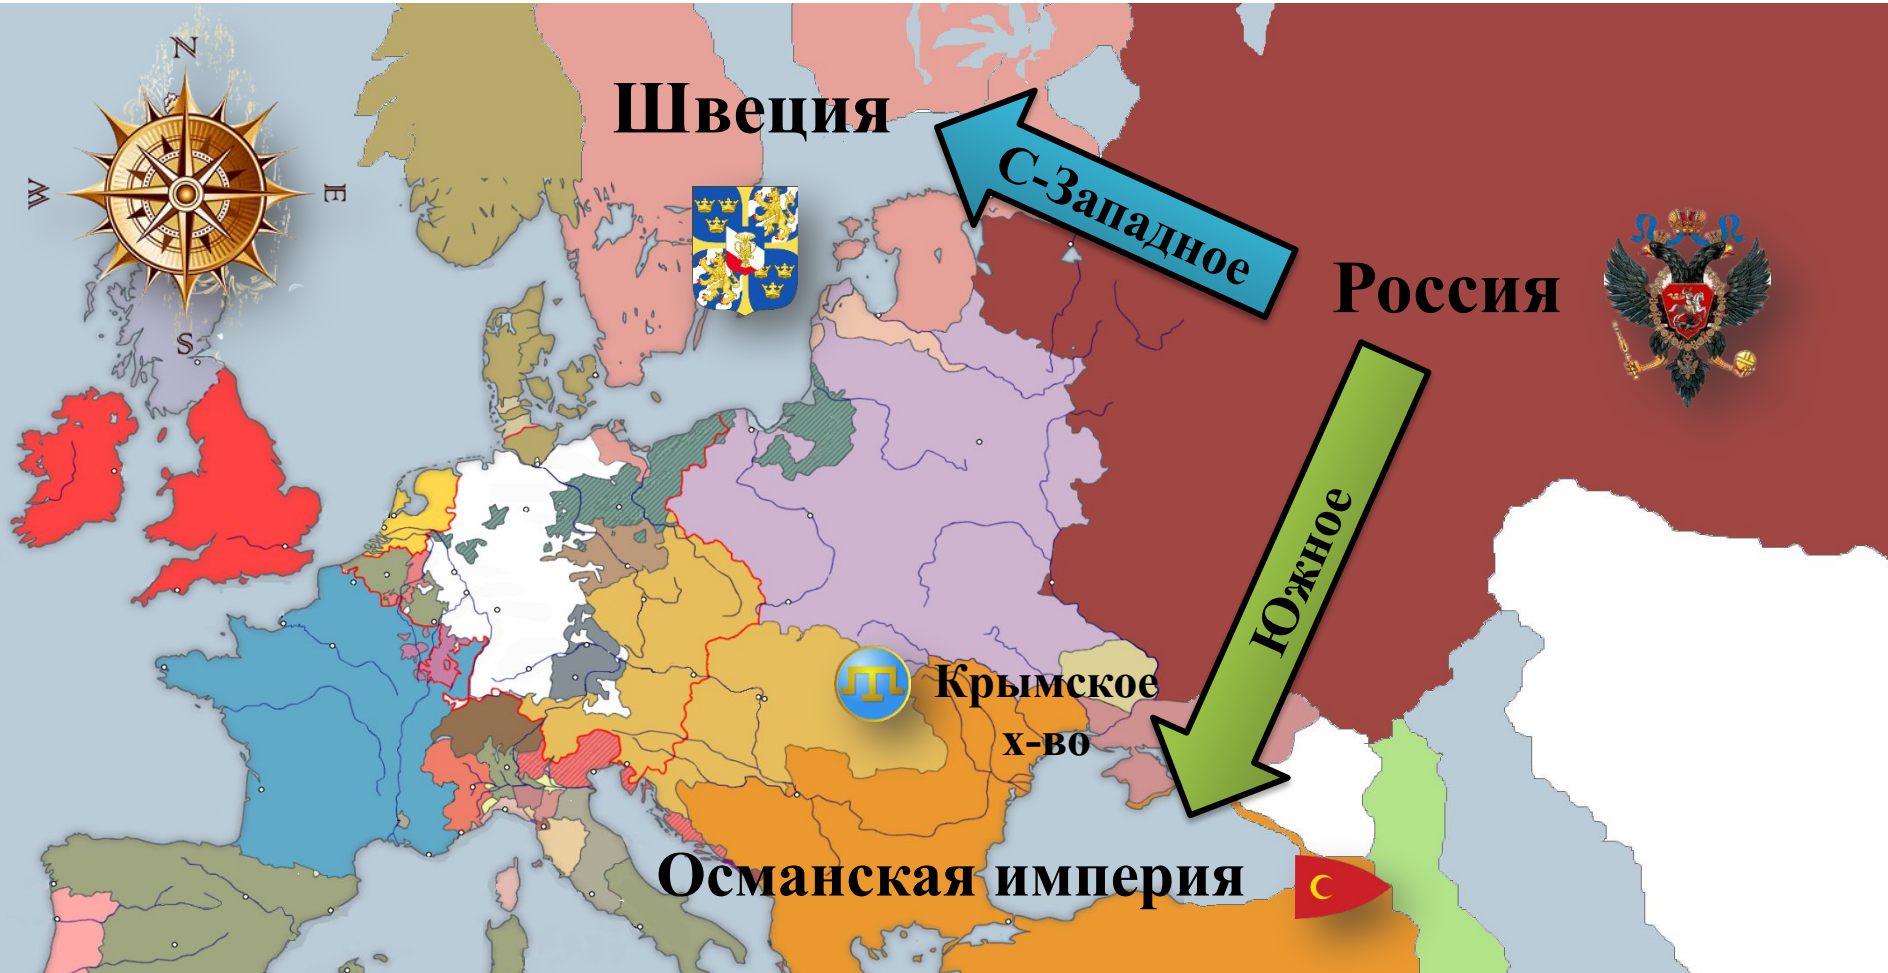 N
W
E
S
Швеция
С-Западное
Россия
Южное
Крымское
х-во
Османская империя